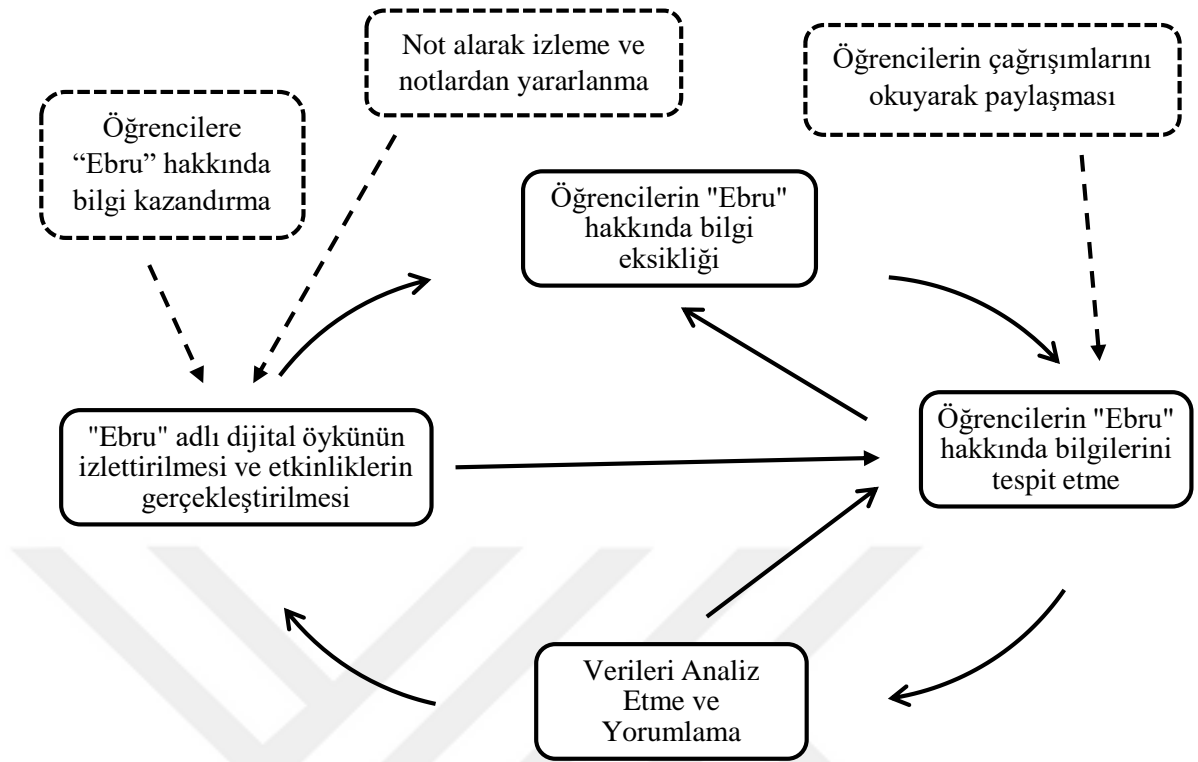 Not alarak izleme ve
notlardan yararlanma
Öğrencilerin çağrışımlarını
okuyarak paylaşması
Öğrencilere
“Ebru” hakkında
bilgi kazandırma
Öğrencilerin "Ebru"
hakkında bilgi
eksikliği
"Ebru" adlı dijital öykünün
izlettirilmesi ve etkinliklerin
gerçekleştirilmesi
Öğrencilerin "Ebru"
hakkında bilgilerini
tespit etme
Verileri Analiz
Etme ve
Yorumlama